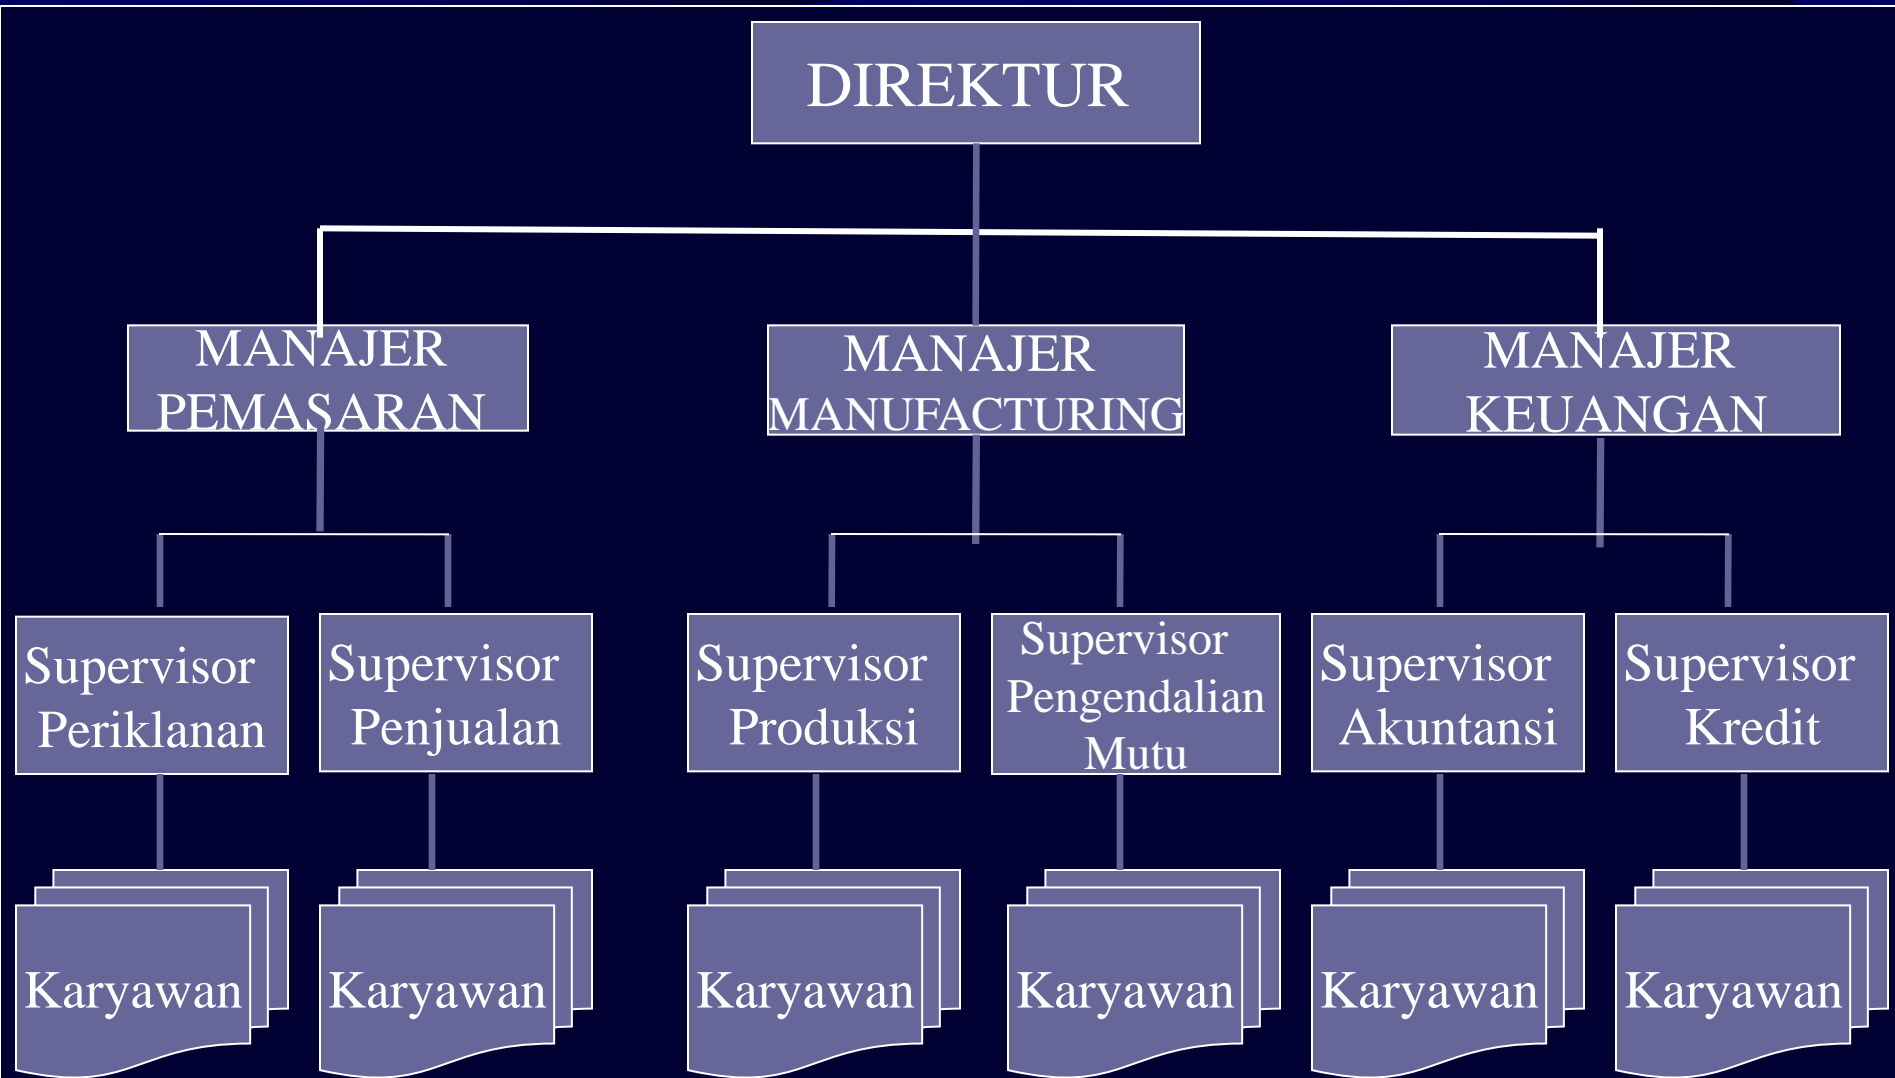 DIREKTUR
MANAJER
PEMASARAN
MANAJER
MANUFACTURING
MANAJER
KEUANGAN
Supervisor
Periklanan
Supervisor
Penjualan
Supervisor
Produksi
Supervisor
Pengendalian
Mutu
Supervisor
Akuntansi
Supervisor
Kredit
Karyawan
Karyawan
Karyawan
Karyawan
Karyawan
Karyawan